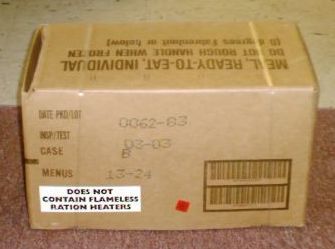 MEAL, READY-TO-EAT, INDIVIDUAL
DO NOT ROUGH HANDLE WHEN FROZEN
(0 degrees Fahrenheit or below)
DATE PKD/LOT 0062-83
INSP/TEST 03-03
CASE B
MENUS 13-24
DOES NOT
CONTAIN FLAMELESS
RATION HEATERS